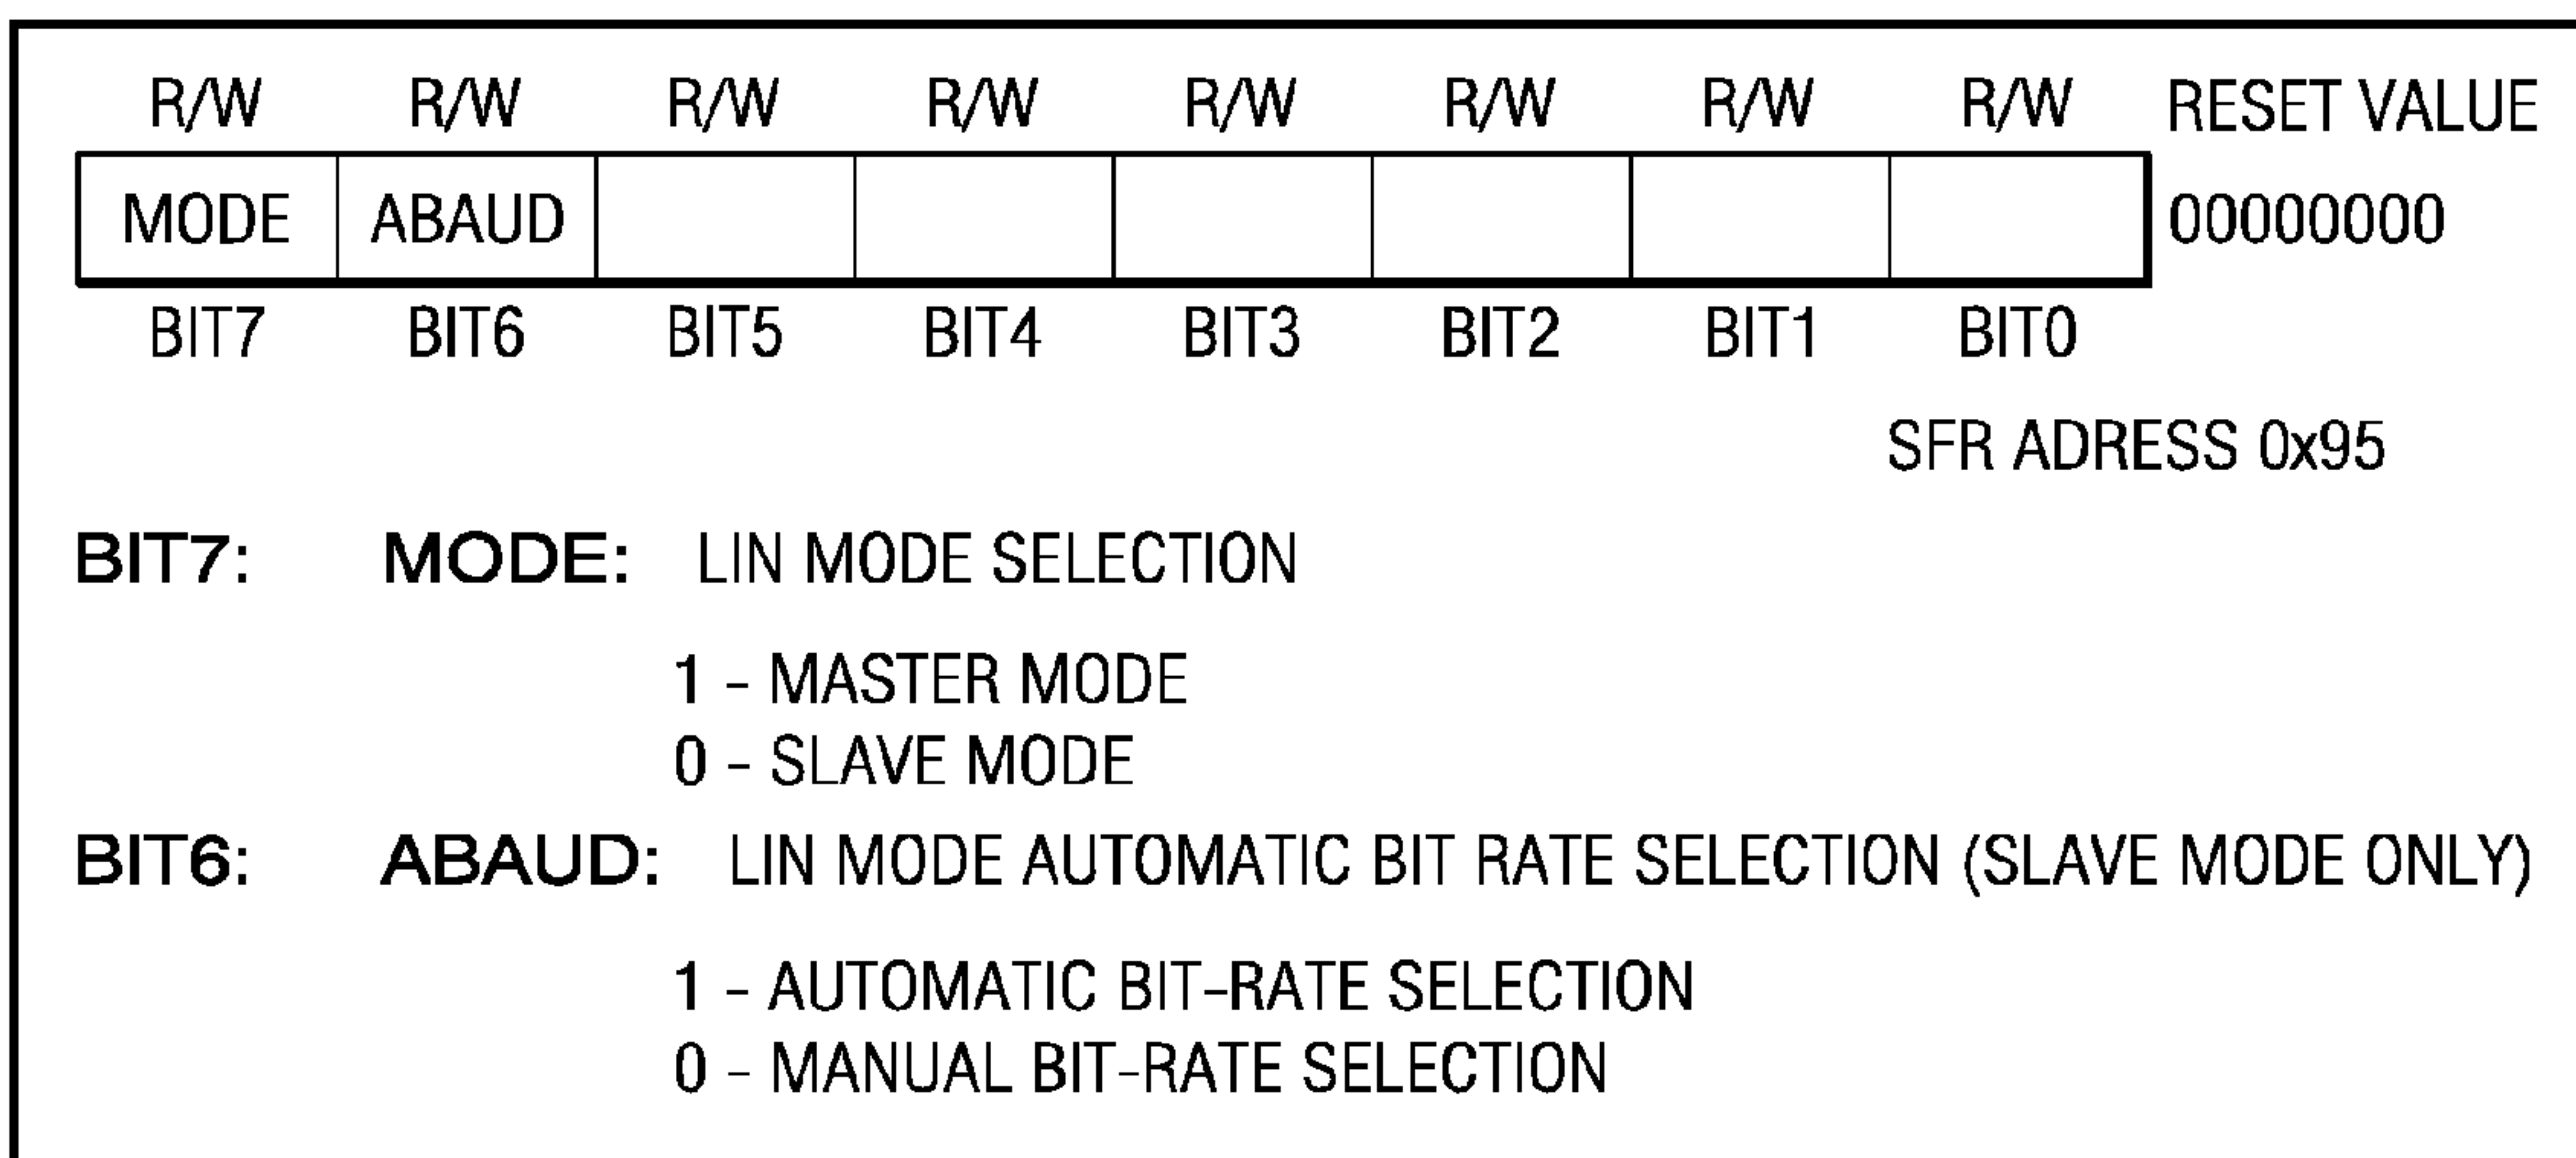 R/W R/W R/W R/W R/W R/W R/W R/W RESET VALUE
MODE ABAUD 00000000
BIT7 BIT6 BIT5 BIT4 BIT3 BIT2 BIT1 BIT0
SFR ADRESS 0x95
BIT7: MODE: LIN MODE SELECTION
1 - MASTER MODE
0 - SLAVE MODE
BIT6: ABAUD: LIN MODE AUTOMATIC BIT RATE SELECTION (SLAVE MODE ONLY)
1 - AUTOMATIC BIT-RATE SELECTION
0 - MANUAL BIT-RATE SELECTION